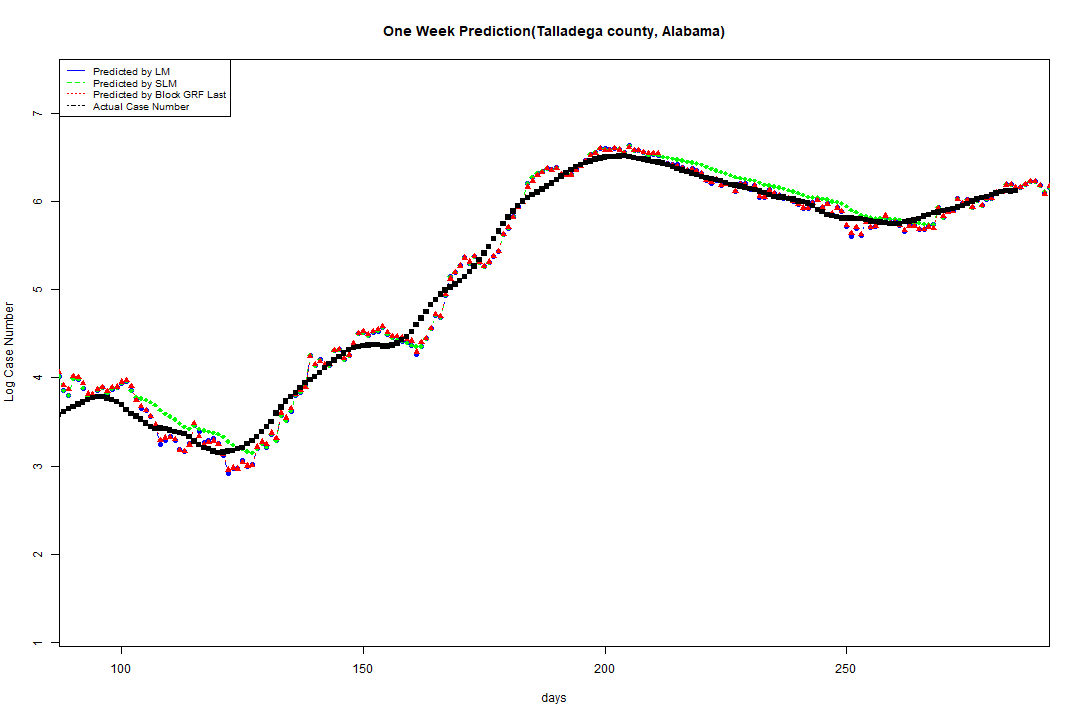 One Week Prediction(Talladega county, Alabama)
Predicted by LM
Predicted by SLM
Predicted by Block GRF Last
Actual Case Number
7
6
5
4
3
2
1
Log Case Number
100 150 200 250
days